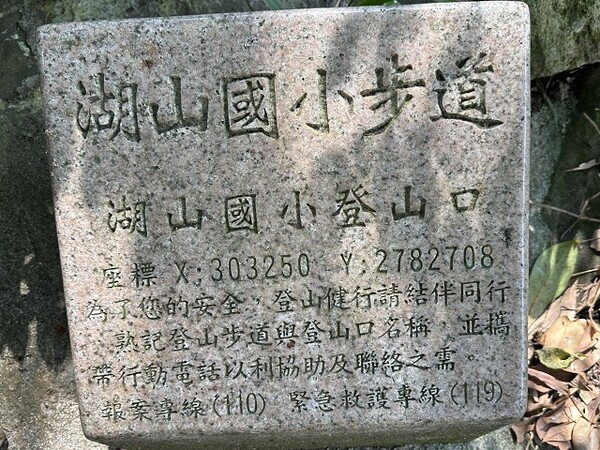 湖山國小步道
湖山國小登山口
座標 X:303250 Y:2782708
為了您的安全，登山健行請結伴同行
熟記登山步道與登山口名稱，並攜
帶行動電話以利協助及聯絡之需。
報案專線(110) 緊急救護專線(119)